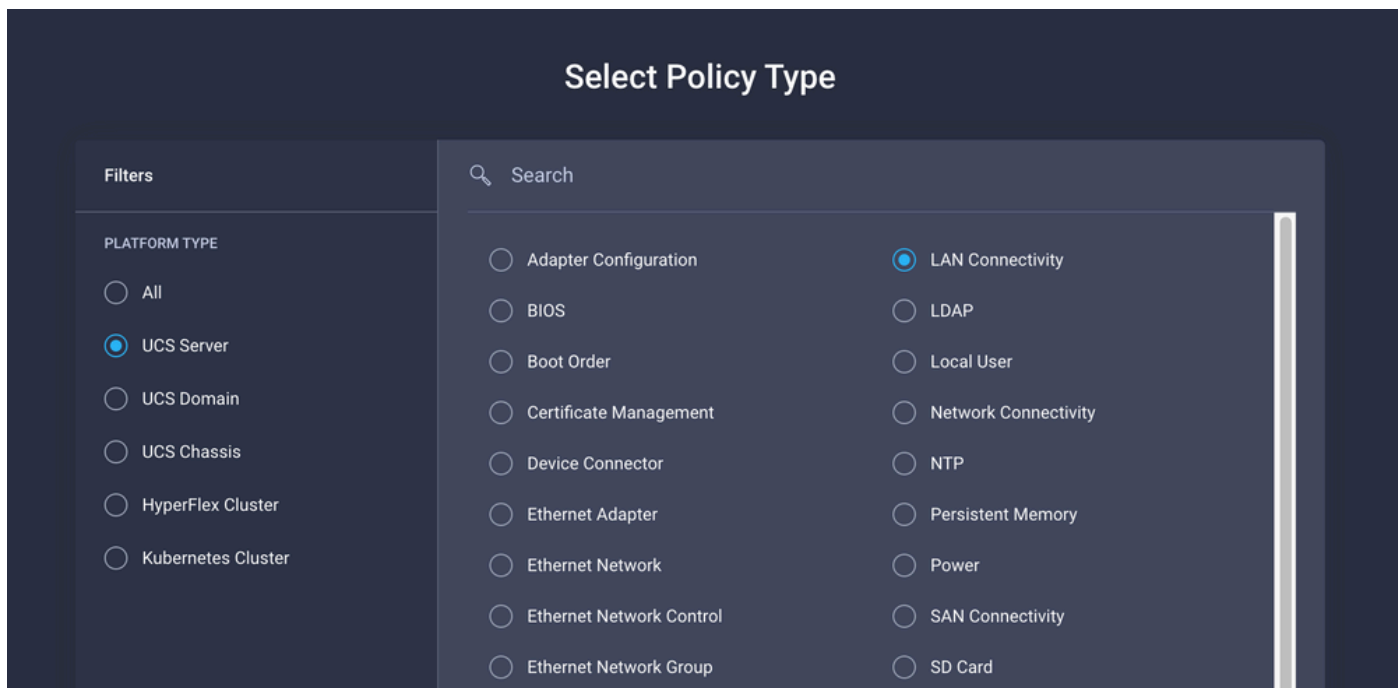 Select Policy Type
Filters
Search
PLATFORM TYPE
All
UCS Server
UCS Domain
UCS Chassis
HyperFlex Cluster
Kubernetes Cluster
Adapter Configuration
BIOS
Boot Order
Certificate Management
Device Connector
Ethernet Adapter
Ethernet Network
Ethernet Network Control
Ethernet Network Group
LAN Connectivity
LDAP
Local User
Network Connectivity
NTP
Persistent Memory
Power
SAN Connectivity
SD Card